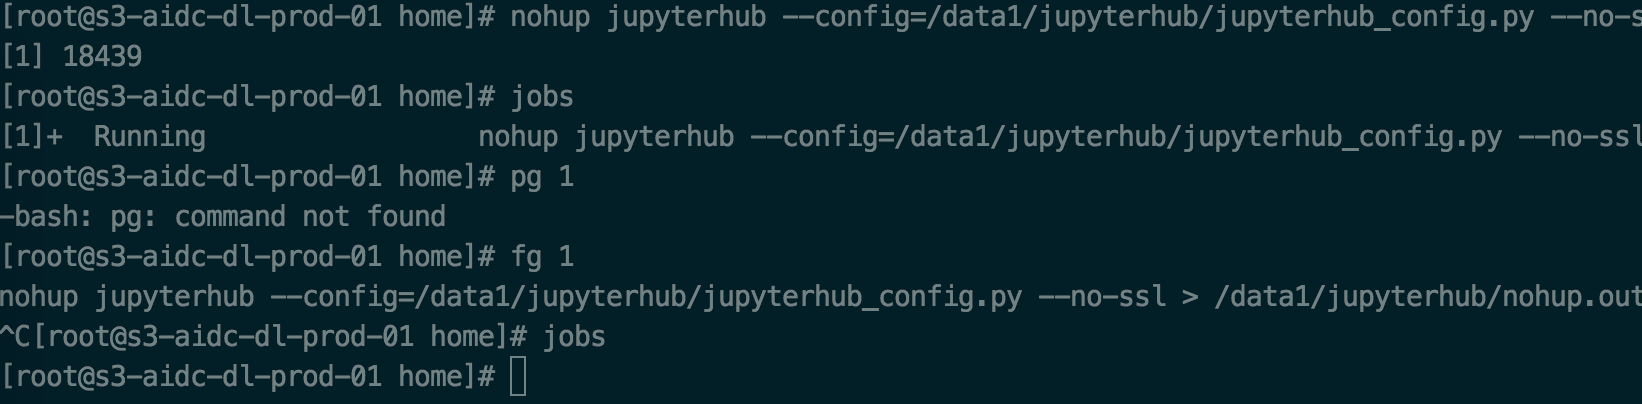 [root@s3-aidc-dl-prod-01 home]# nohup jupyterhub --config=/data1/jupyterhub/jupyterhub_config.py --no-s
[1] 18439
[root@s3-aidc-dl-prod-01 home]# jobs
[1]+  Running                 nohup jupyterhub --config=/data1/jupyterhub/jupyterhub_config.py --no-ssl
[root@s3-aidc-dl-prod-01 home]# pg 1
-bash: pg: command not found
[root@s3-aidc-dl-prod-01 home]# fg 1
nohup jupyterhub --config=/data1/jupyterhub/jupyterhub_config.py --no-ssl > /data1/jupyterhub/nohup.out
^C[root@s3-aidc-dl-prod-01 home]# jobs
[root@s3-aidc-dl-prod-01 home]#